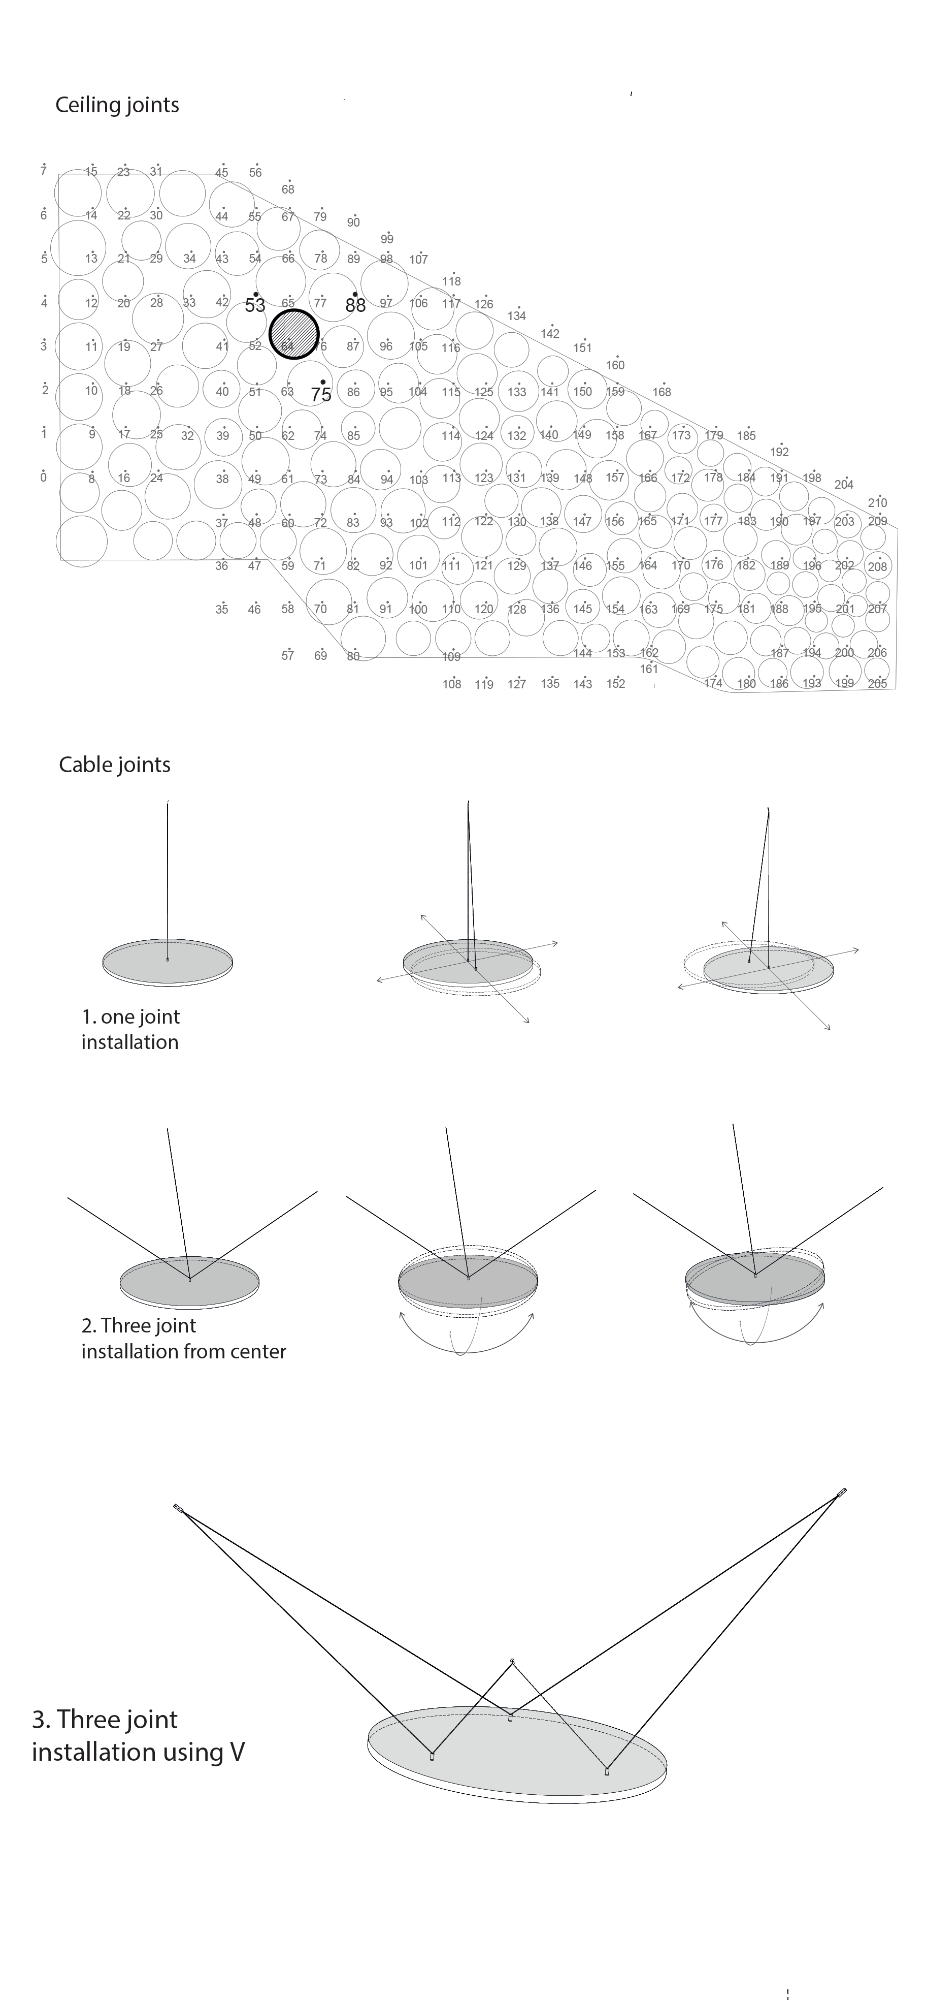 Ceiling joints
7 15 23 31 45 56
68
6 14 22 30 44 55 67 79 90
99
5 13 21 29 34 43 54 66 78 89 98 107
118
4 12 20 28 33 42 53 65 77 88 97 106 117 126
134
142
3 11 19 27 41 52 64 76 87 96 105 116 151
160
2 10 18 26 40 51 63 75 86 95 104 115 125 133 141 150 159 168
1 9 17 25 32 39 50 62 74 85 114 124 132 140 149 158 167 173 179 185
192
0 8 16 24 38 49 61 73 84 94 103 113 123 131 139 148 157 166 172 178 184 191 198
204
210
37 48 60 72 83 93 102 112 122 130 138 147 156 165 171 177 183 190 197 203 209
36 47 59 71 82 92 101 111 121 129 137 146 155 164 170 176 182 189 196 202 208
35 46 58 70 81 91 100 110 120 128 136 145 154 163 169 175 181 188 195 201 207
57 69 80 109 144 153 162 187 194 200 206
161
108 119 127 135 143 152 174 180 186 193 199 205
Cable joints
1. one joint
installation
2. Three joint
installation from center
3. Three joint
installation using V